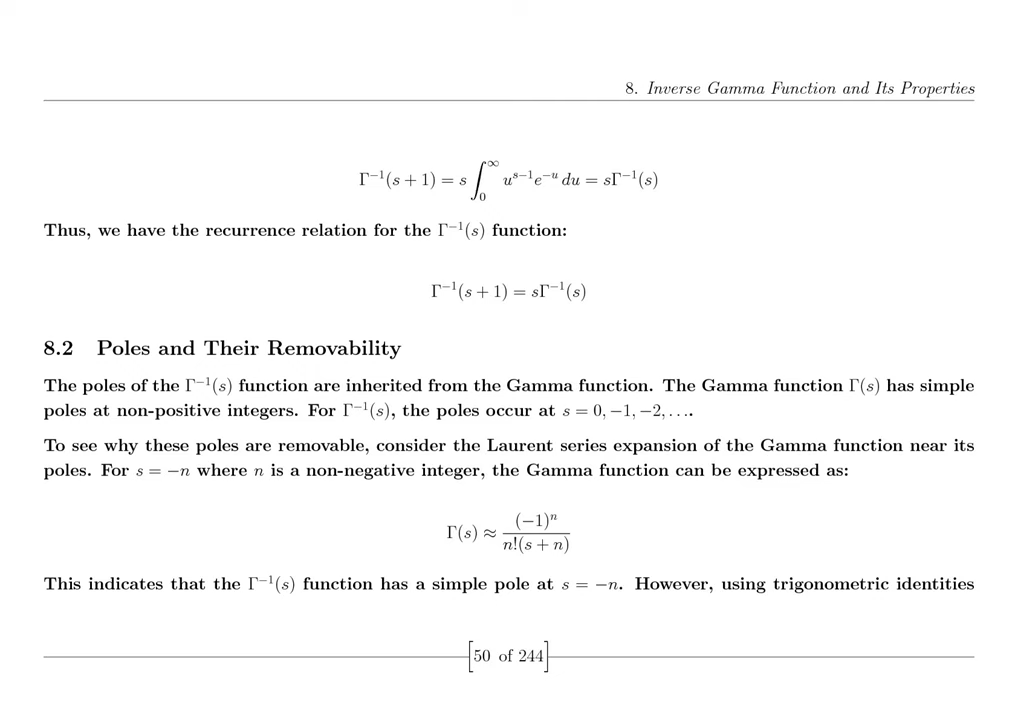 8. Inverse Gamma Function and Its Properties
Γ⁻¹(s + 1) = s ∫₀^∞ uˢ⁻¹e⁻ᵘ du = sΓ⁻¹(s)
Thus, we have the recurrence relation for the Γ⁻¹(s) function:
Γ⁻¹(s + 1) = sΓ⁻¹(s)
8.2 Poles and Their Removability
The poles of the Γ⁻¹(s) function are inherited from the Gamma function. The Gamma function Γ(s) has simple
poles at non-positive integers. For Γ⁻¹(s), the poles occur at s = 0, −1, −2, . . ..
To see why these poles are removable, consider the Laurent series expansion of the Gamma function near its
poles. For s = −n where n is a non-negative integer, the Gamma function can be expressed as:
Γ(s) ≈ (−1)ⁿ / n!(s + n)
This indicates that the Γ⁻¹(s) function has a simple pole at s = −n. However, using trigonometric identities
[50 of 244]